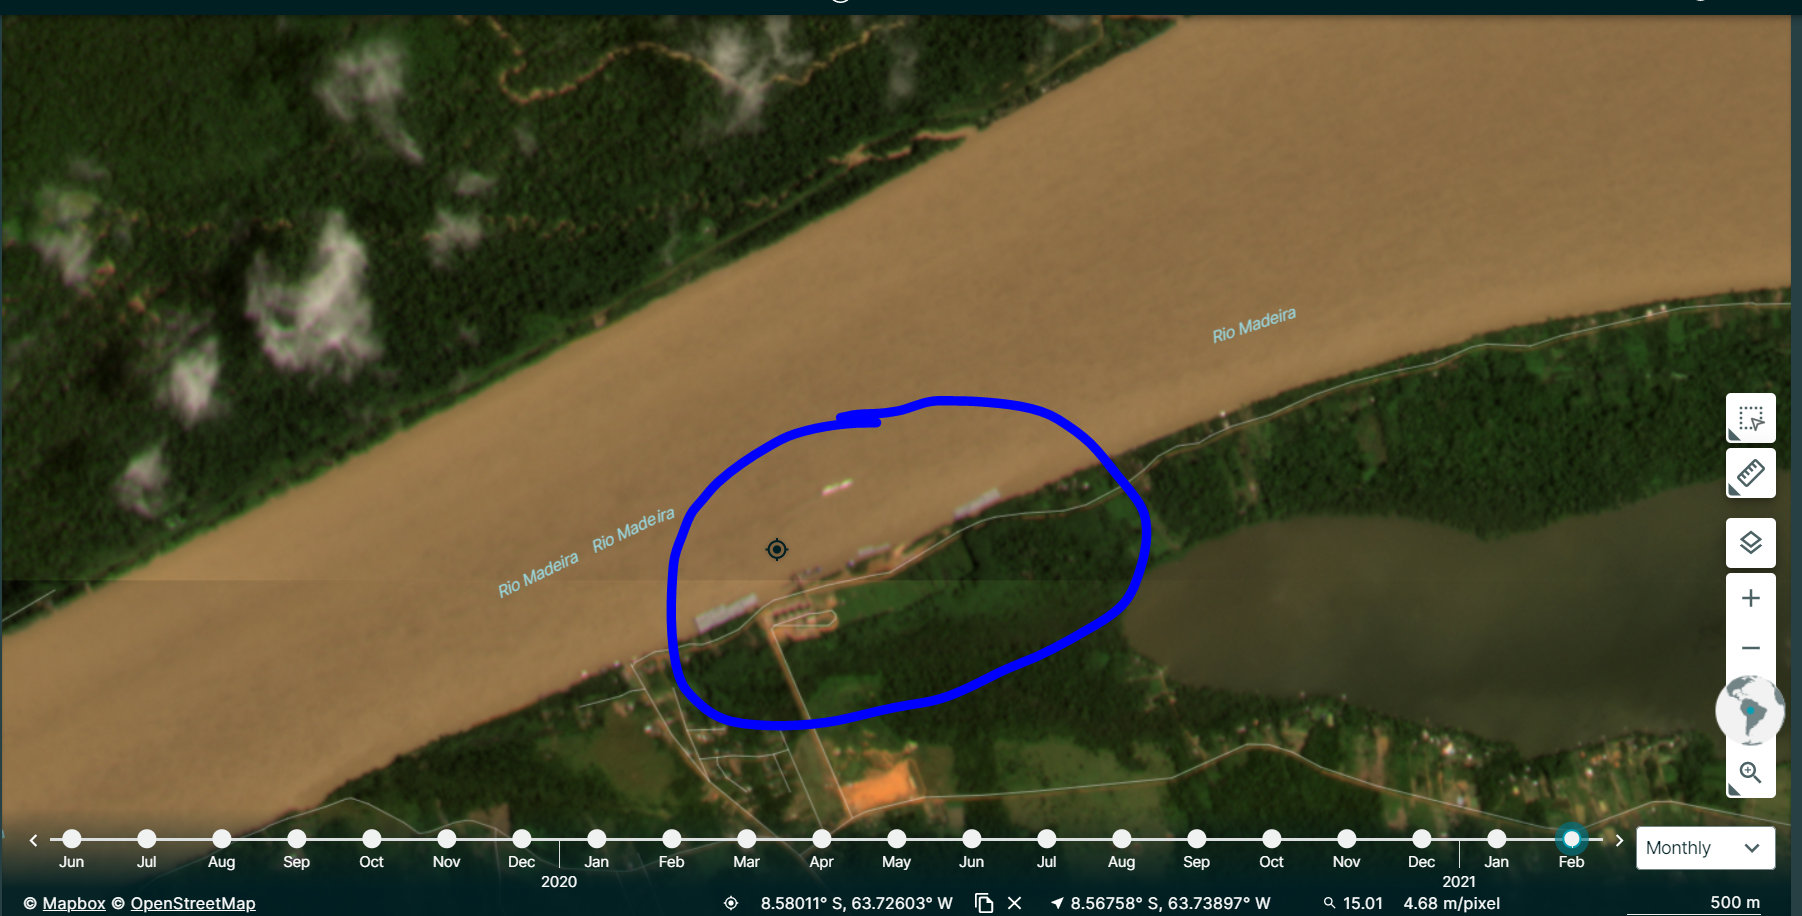 Rio Madeira
Rio Madeira
Rio Madeira
Jun Jul Aug Sep Oct Nov Dec Jan Feb Mar Apr May Jun Jul Aug Sep Oct Nov Dec Jan Feb
Monthly
2020 2021
© Mapbox © OpenStreetMap 8.58011° S, 63.72603° W 8.56758° S, 63.73897° W 15.01 4.68 m/pixel 500 m